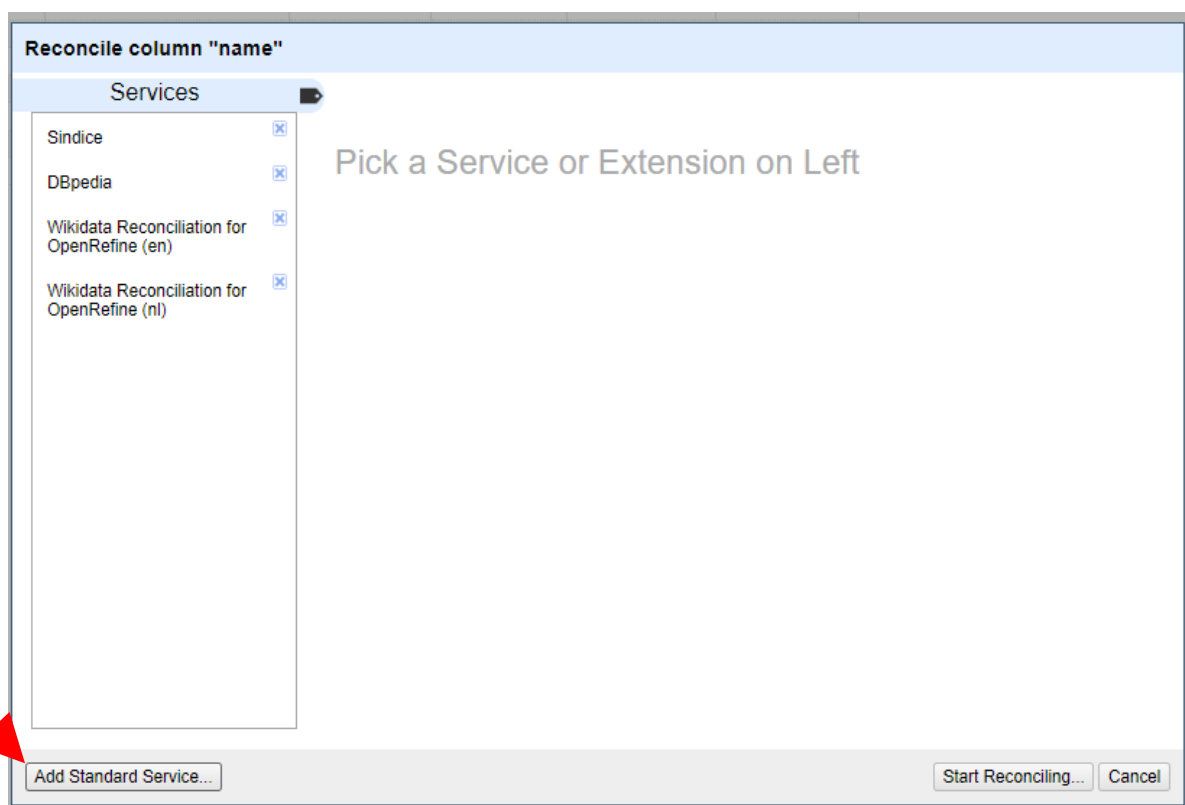 Reconcile column "name"
Services
Pick a Service or Extension on Left
Sindice
DBpedia
Wikidata Reconciliation for
OpenRefine (en)
Wikidata Reconciliation for
OpenRefine (nl)
Add Standard Service...
Start Reconciling...
Cancel